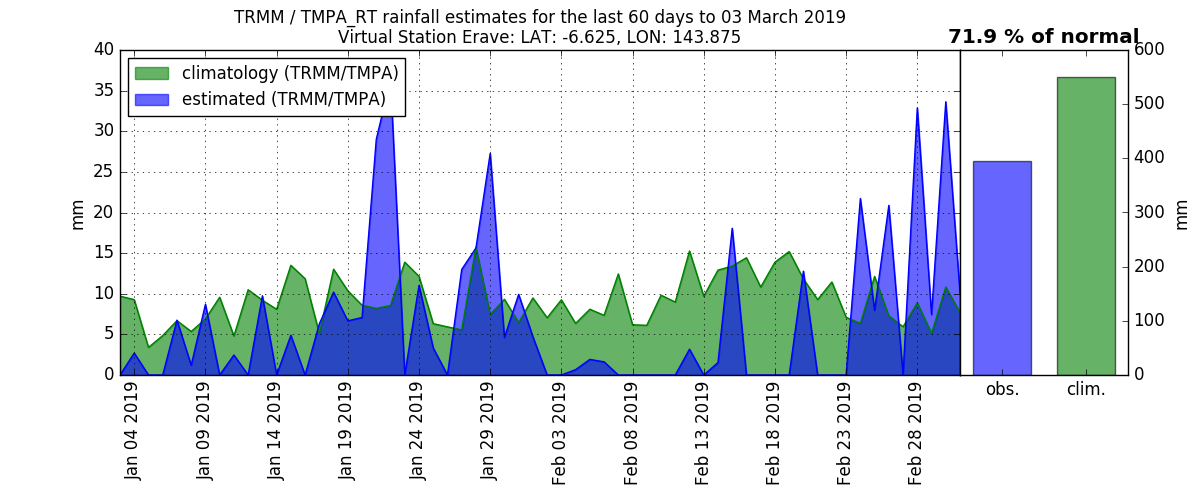 TRMM / TMPA_RT rainfall estimates for the last 60 days to 03 March 2019
Virtual Station Erave: LAT: -6.625, LON: 143.875
71.9 % of normal
climatology (TRMM/TMPA)
estimated (TRMM/TMPA)
mm
40
35
30
25
20
15
10
5
0
Jan 04 2019
Jan 09 2019
Jan 14 2019
Jan 19 2019
Jan 24 2019
Jan 29 2019
Feb 03 2019
Feb 08 2019
Feb 13 2019
Feb 18 2019
Feb 23 2019
Feb 28 2019
obs.
clim.
600
500
400
300
200
100
0
mm